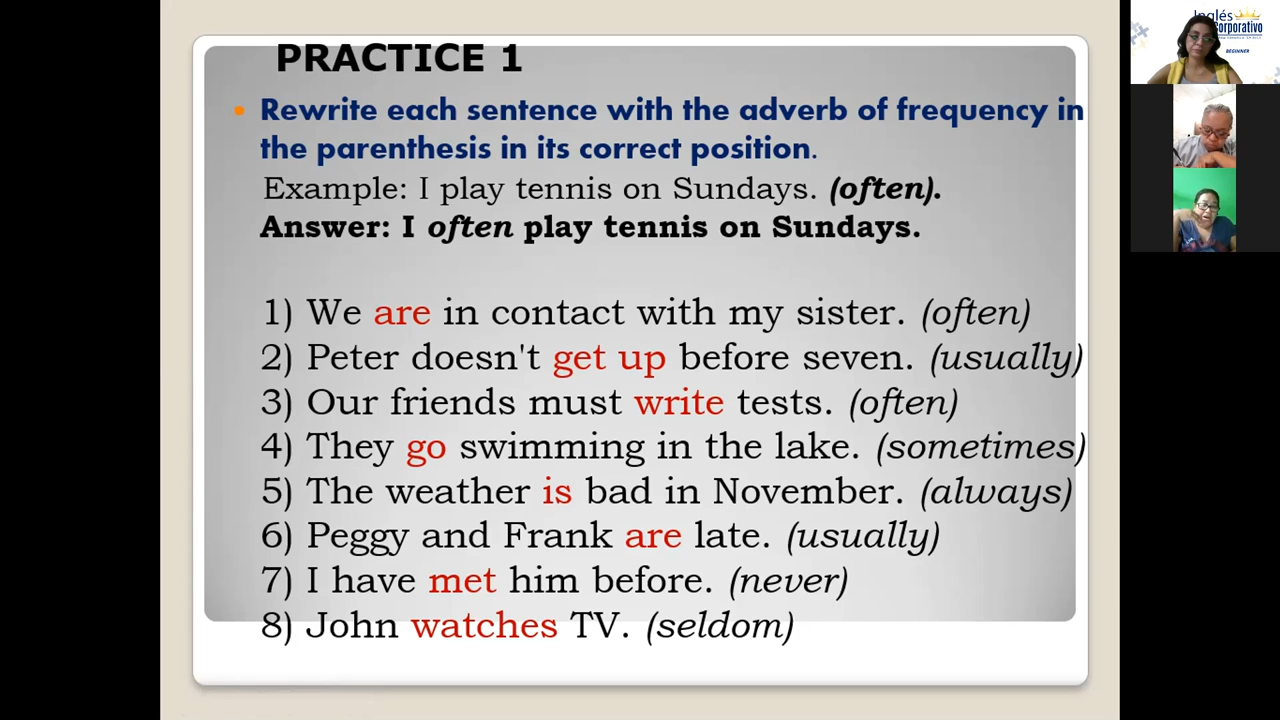 PRACTICE 1
• Rewrite each sentence with the adverb of frequency in
the parenthesis in its correct position.
Example: I play tennis on Sundays. (often).
Answer: I often play tennis on Sundays.
1) We are in contact with my sister. (often)
2) Peter doesn't get up before seven. (usually)
3) Our friends must write tests. (often)
4) They go swimming in the lake. (sometimes)
5) The weather is bad in November. (always)
6) Peggy and Frank are late. (usually)
7) I have met him before. (never)
8) John watches TV. (seldom)
Inglés
corporativo
BEGINNER